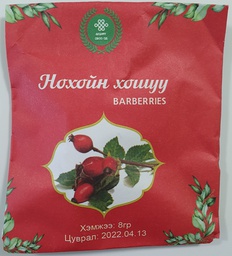 Нохойн хошуу
BARBERRIES
Хэмжээ: 8гр
Цуврал: 2022.04.13